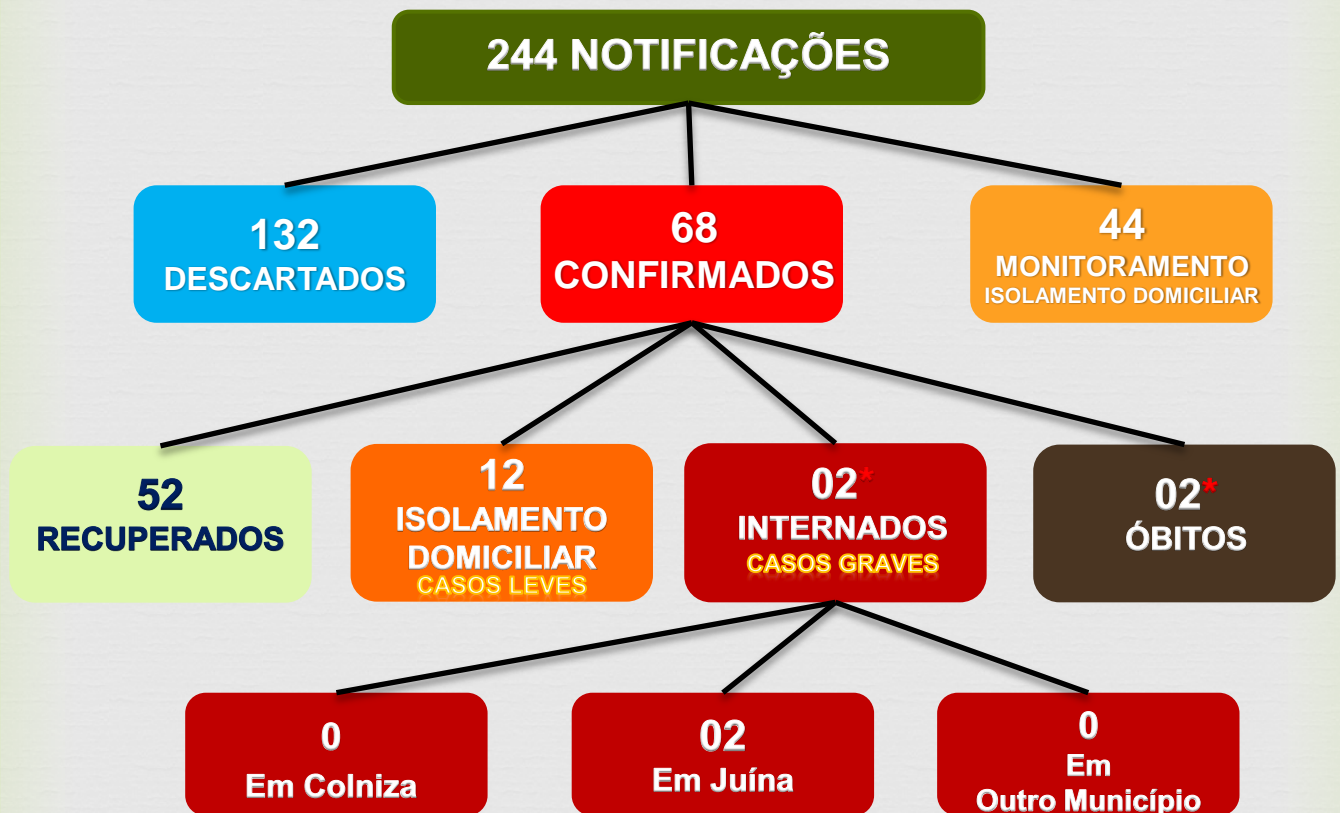 244 NOTIFICAÇÕES
132
DESCARTADOS
68
CONFIRMADOS
44
MONITORAMENTO
ISOLAMENTO DOMICILIAR
52
RECUPERADOS
12
ISOLAMENTO
DOMICILIAR
CASOS LEVES
02*
INTERNADOS
CASOS GRAVES
02*
ÓBITOS
0
Em Colniza
02
Em Juína
0
Em
Outro Município